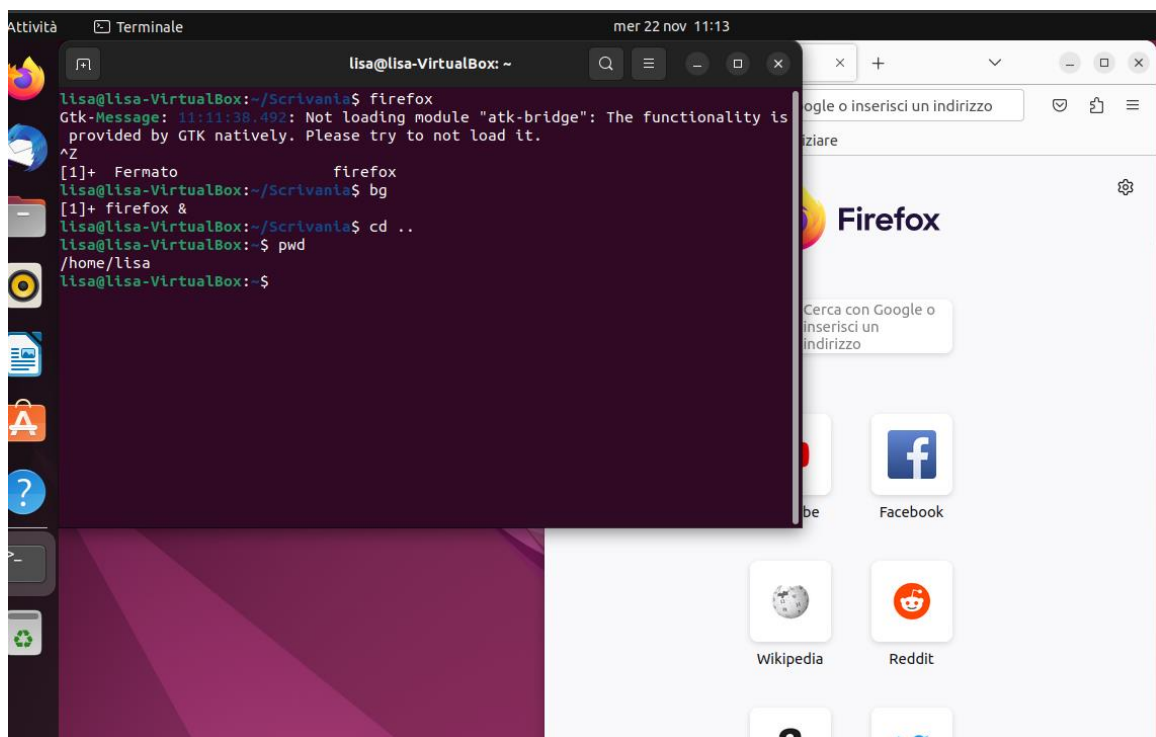 Attività
Terminale
mer 22 nov 11:13
lisa@lisa-VirtualBox: ~
lisa@lisa-VirtualBox:~/Scrivania$ firefox
Gtk-Message: 11:11:38.492: Not loading module "atk-bridge": The functionality is
provided by GTK natively. Please try to not load it.
^Z
[1]+ Fermato firefox
lisa@lisa-VirtualBox:~/Scrivania$ bg
[1]+ firefox &
lisa@lisa-VirtualBox:~/Scrivania$ cd ..
lisa@lisa-VirtualBox:~$ pwd
/home/lisa
lisa@lisa-VirtualBox:~$
ogle o inserisci un indirizzo
iziare
Firefox
Cerca con Google o
inserisci un
indirizzo
be
Facebook
Wikipedia
Reddit